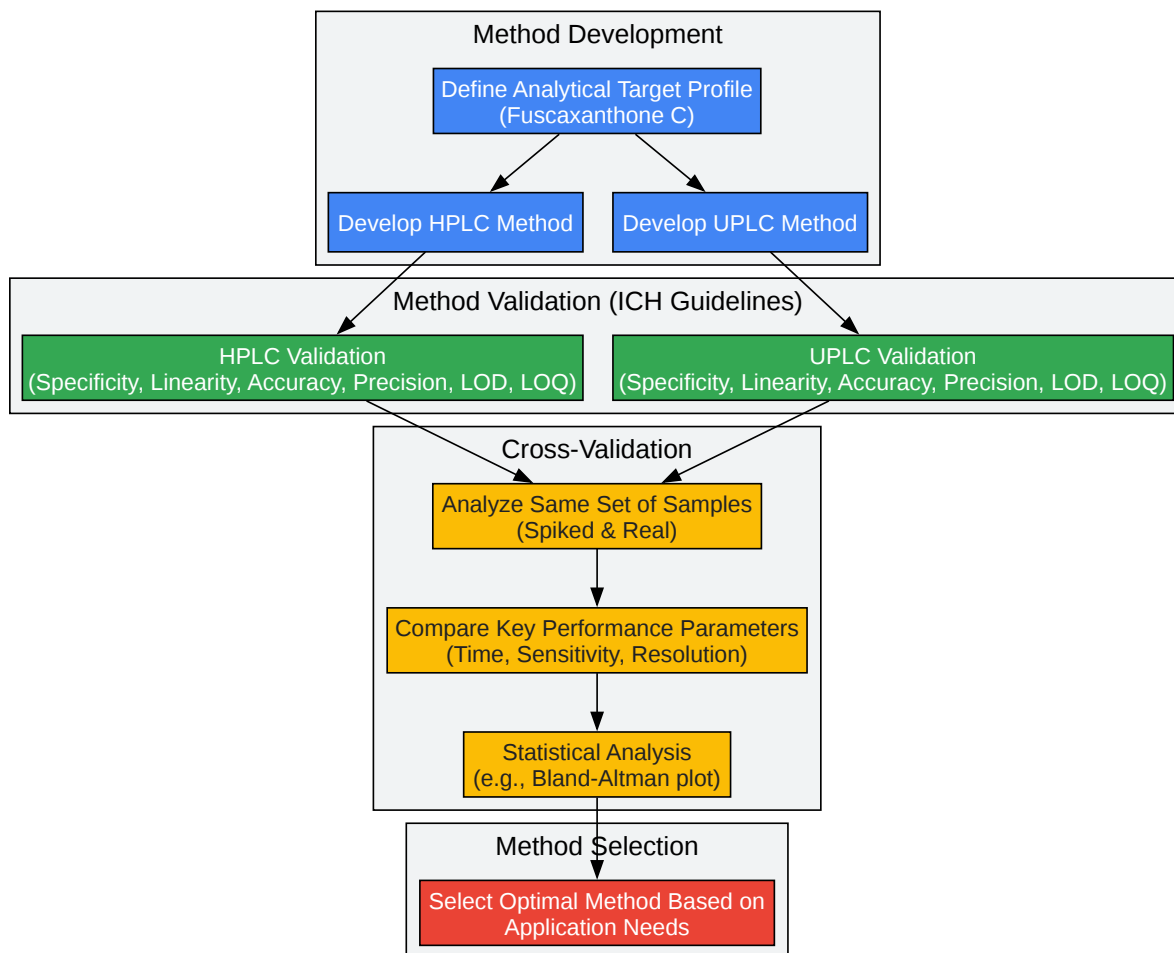 Method Development
Define Analytical Target Profile
(Fuscaxanthone C)
Develop HPLC Method
Develop UPLC Method
Method Validation (ICH Guidelines)
HPLC Validation
(Specificity, Linearity, Accuracy, Precision, LOD, LOQ)
UPLC Validation
(Specificity, Linearity, Accuracy, Precision, LOD, LOQ)
Cross-Validation
Analyze Same Set of Samples
(Spiked & Real)
Compare Key Performance Parameters
(Time, Sensitivity, Resolution)
Statistical Analysis
(e.g., Bland-Altman plot)
Method Selection
Select Optimal Method Based on
Application Needs